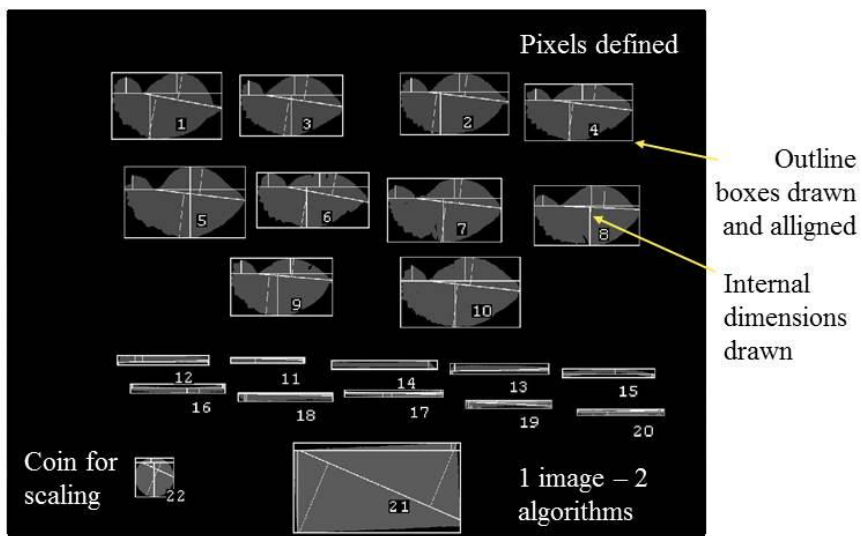 Pixels defined
1
3
2
4
Outline
boxes drawn
and alligned
5
6
7
8
Internal
dimensions
drawn
9
10
12
11
14
13
15
16
18
17
19
20
Coin for
scaling
22
21
1 image – 2
algorithms